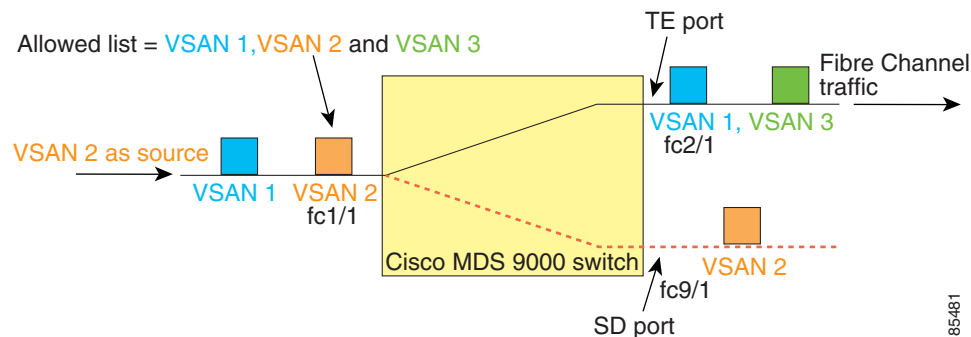 TE port
Allowed list = VSAN 1,VSAN 2 and VSAN 3
Fibre Channel
traffic
VSAN 2 as source
VSAN 1
VSAN 2
fc1/1
VSAN 1, VSAN 3
fc2/1
Cisco MDS 9000 switch
VSAN 2
fc9/1
SD port
85481